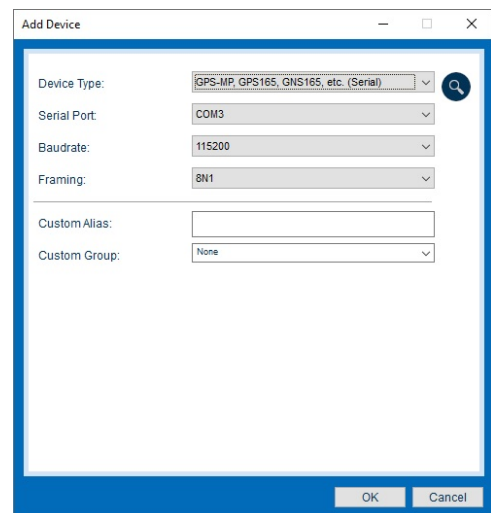 Add Device
Device Type: GPS-MP, GPS165, GNS165, etc. (Serial)
Serial Port: COM3
Baudrate: 115200
Framing: 8N1
Custom Alias:
Custom Group: None
OK Cancel